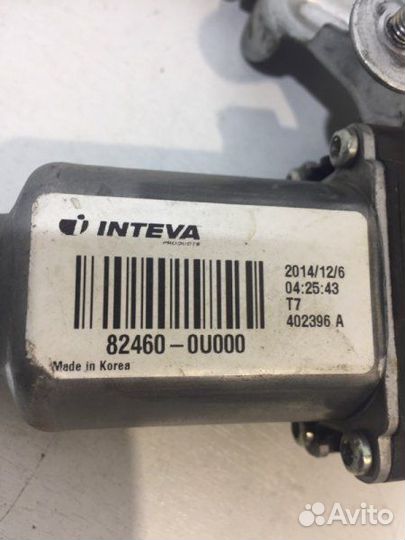 INTEVA
PRODUCTS
2014/12/6
04:25:43
T7
402396 A
82460-0U000
Made in Korea
Avito